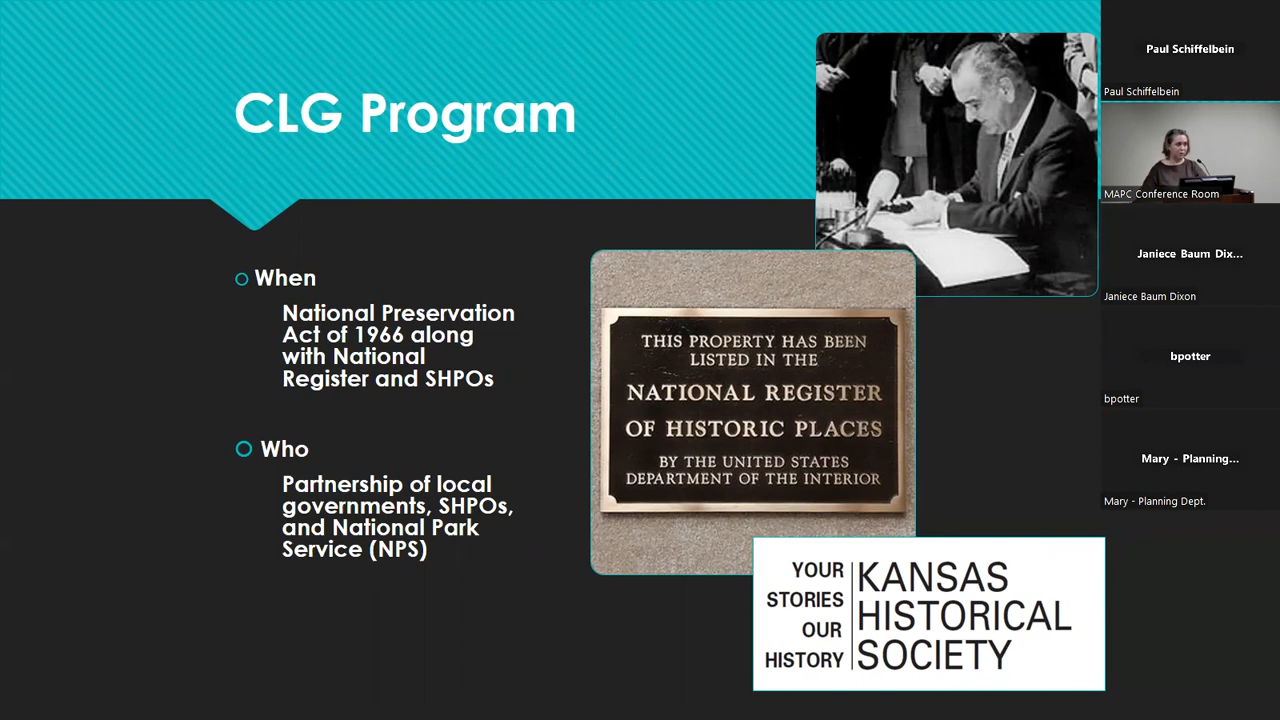 CLG Program
When
National Preservation
Act of 1966 along
with National
Register and SHPOs
Who
Partnership of local
governments, SHPOs,
and National Park
Service (NPS)
THIS PROPERTY HAS BEEN
LISTED IN THE
NATIONAL REGISTER
OF HISTORIC PLACES
BY THE UNITED STATES
DEPARTMENT OF THE INTERIOR
YOUR
STORIES
OUR
HISTORY
KANSAS
HISTORICAL
SOCIETY
Paul Schiffelbein
Paul Schiffelbein
MAPC Conference Room
Janiece Baum Dix...
Janiece Baum Dixon
bpotter
bpotter
Mary - Planning...
Mary - Planning Dept.